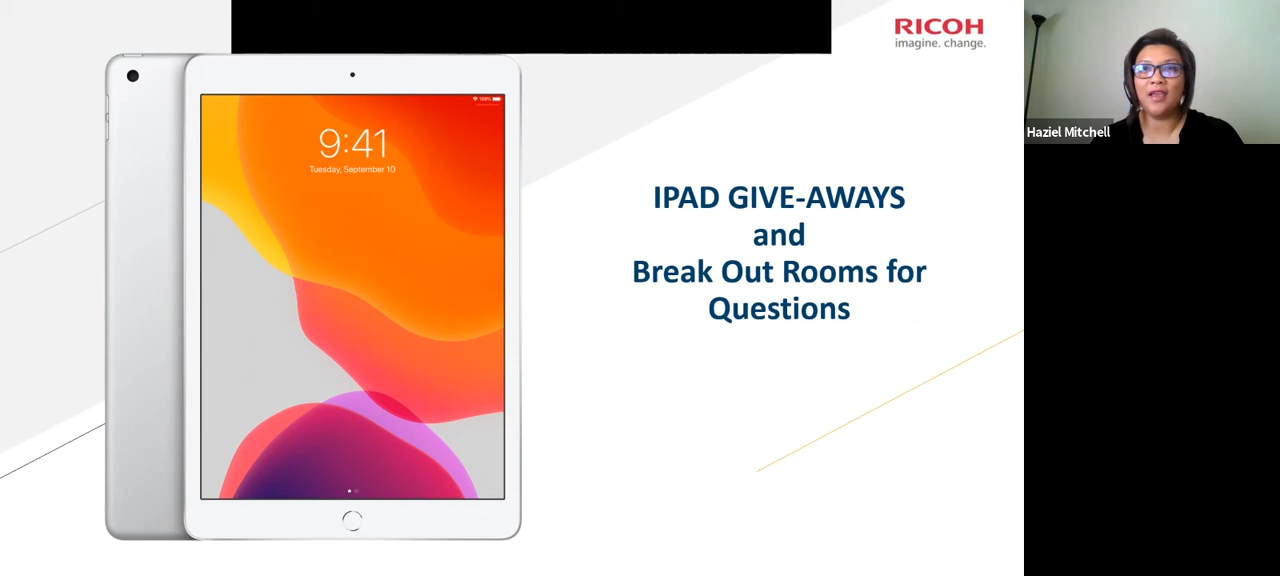 RICOH
imagine. change.
100%
9:41
Tuesday, September 10
IPAD GIVE-AWAYS
and
Break Out Rooms for
Questions
Haziel Mitchell